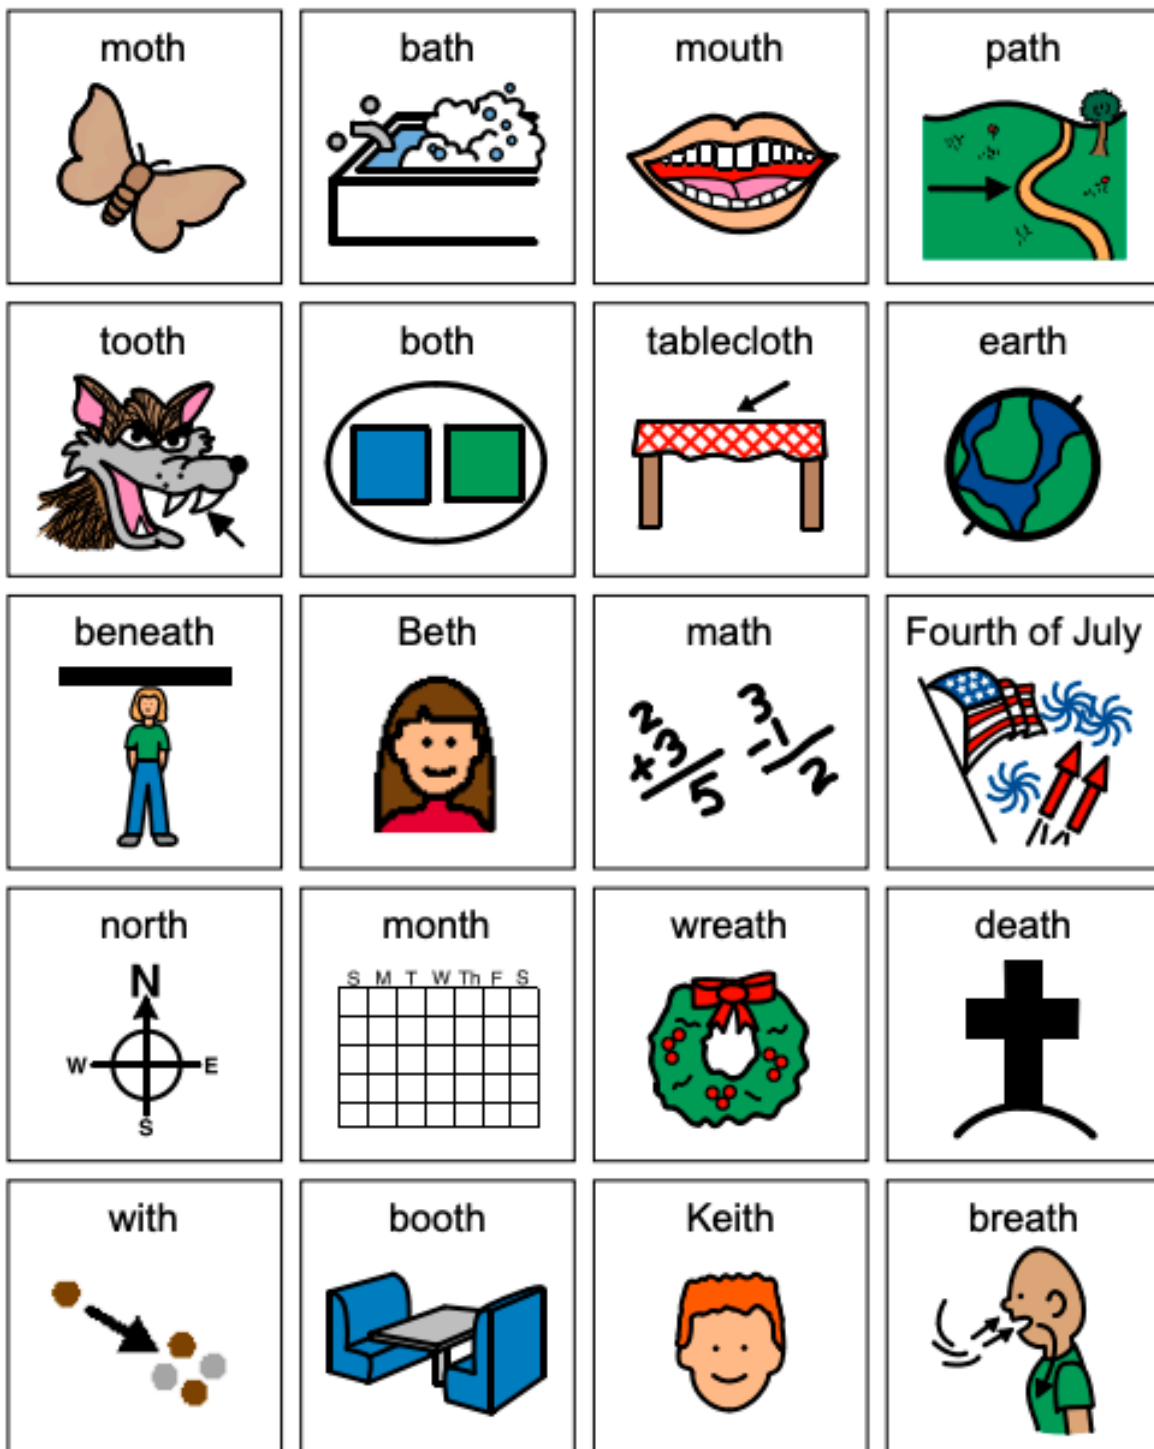 moth
bath
mouth
path
tooth
both
tablecloth
earth
beneath
Beth
math
2
+3
5
3
-1
2
Fourth of July
north
N
W E
S
month
S M T W Th F S
wreath
death
with
booth
Keith
breath